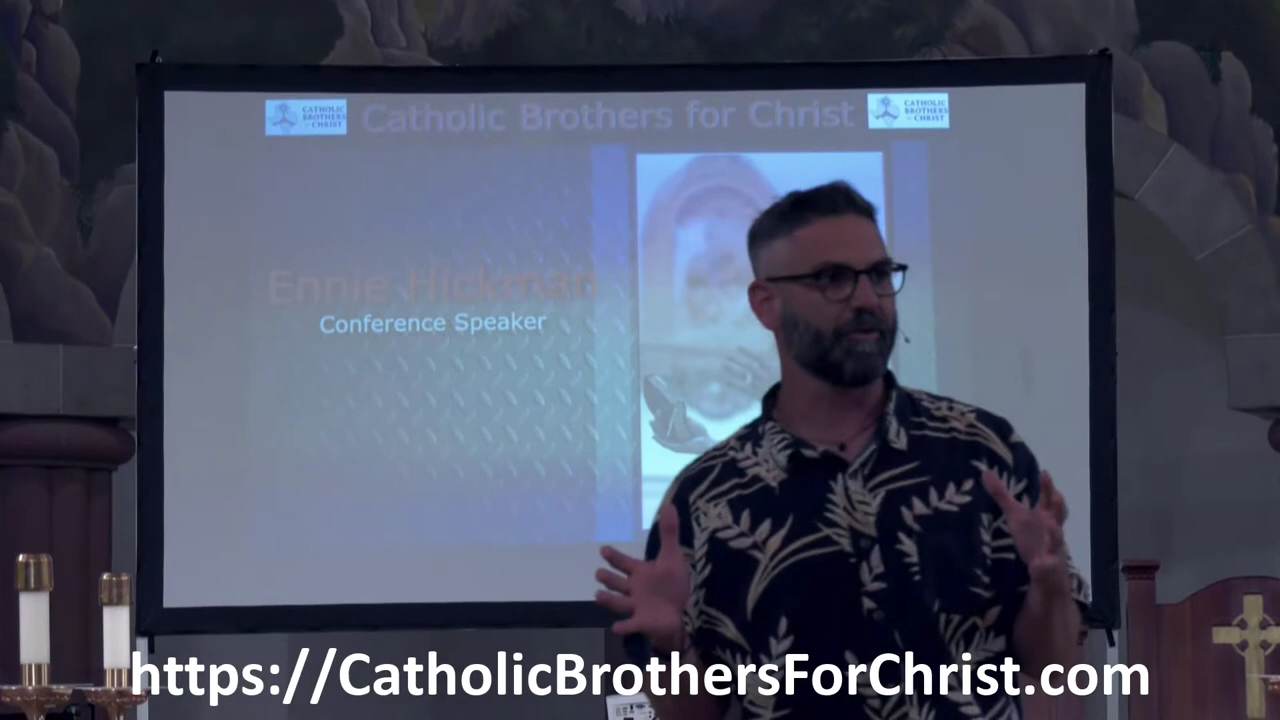 CATHOLIC
BROTHERS
for CHRIST
Catholic Brothers for Christ
CATHOLIC
BROTHERS
for CHRIST
Ennie Hickman
Conference Speaker
https://CatholicBrothersForChrist.com